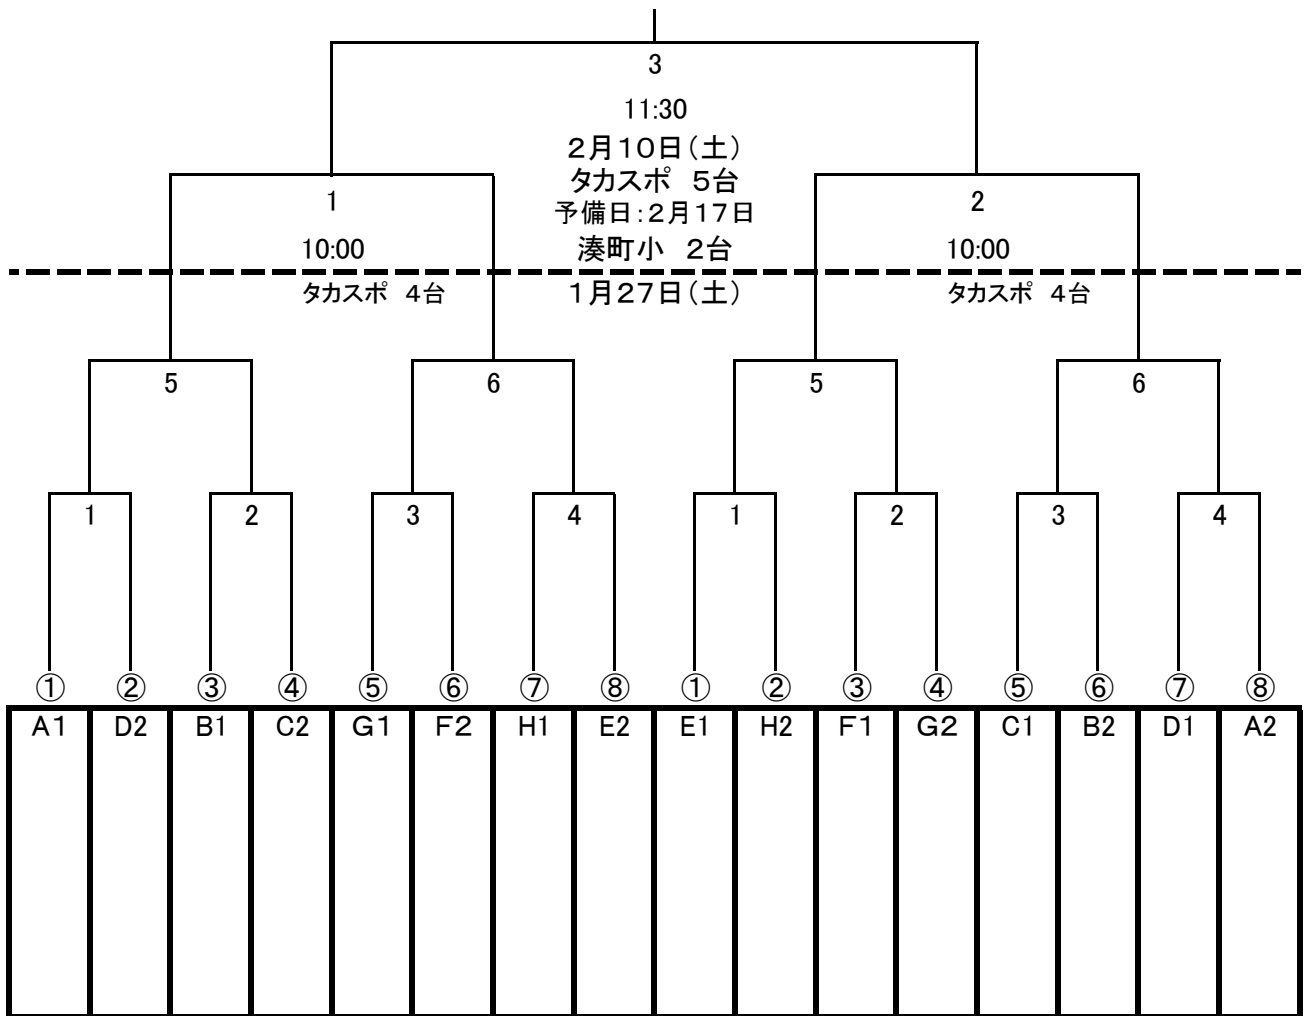 3
11:30
2月10日(土)
タカスポ 5台
1
2
予備日:2月17日
10:00
湊町小 2台
10:00
タカスポ 4台
1月27日(土)
タカスポ 4台
5 6 5 6
1 2 3 4 1 2 3 4
① ② ③ ④ ⑤ ⑥ ⑦ ⑧ ① ② ③ ④ ⑤ ⑥ ⑦ ⑧
A1 D2 B1 C2 G1 F2 H1 E2 E1 H2 F1 G2 C1 B2 D1 A2